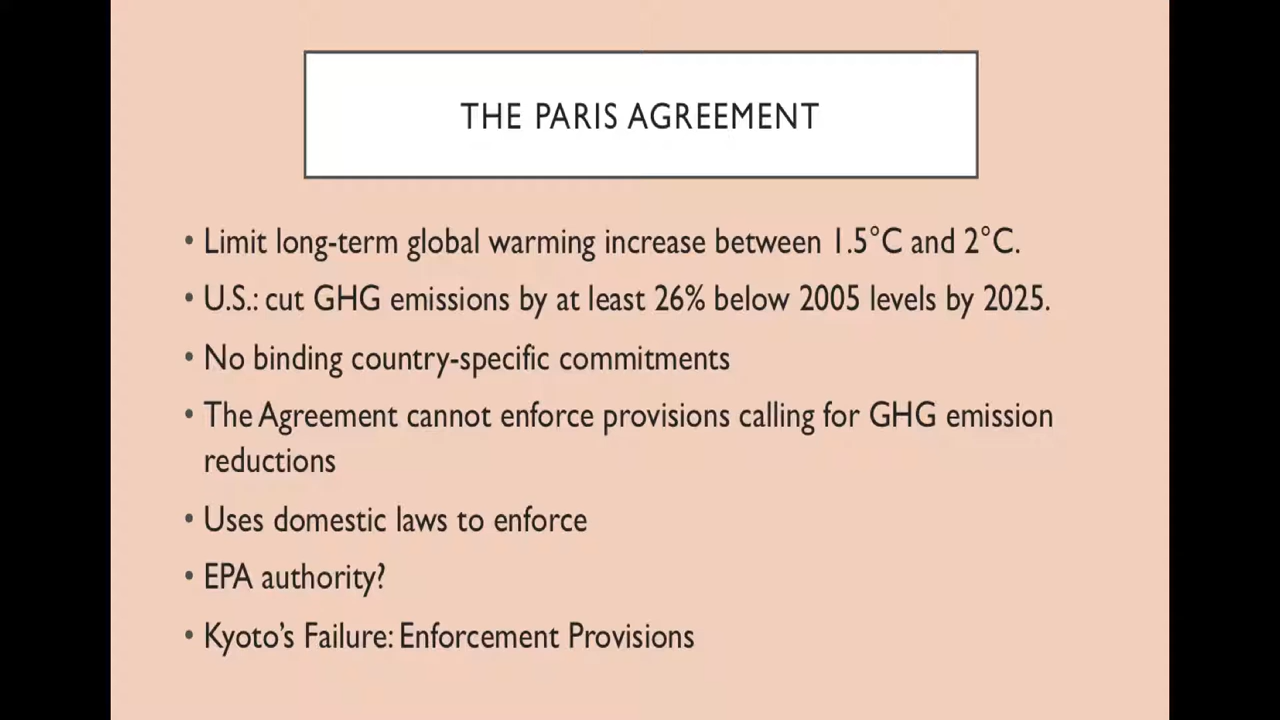 THE PARIS AGREEMENT
• Limit long-term global warming increase between 1.5°C and 2°C.
• U.S.: cut GHG emissions by at least 26% below 2005 levels by 2025.
• No binding country-specific commitments
• The Agreement cannot enforce provisions calling for GHG emission
reductions
• Uses domestic laws to enforce
• EPA authority?
• Kyoto’s Failure: Enforcement Provisions